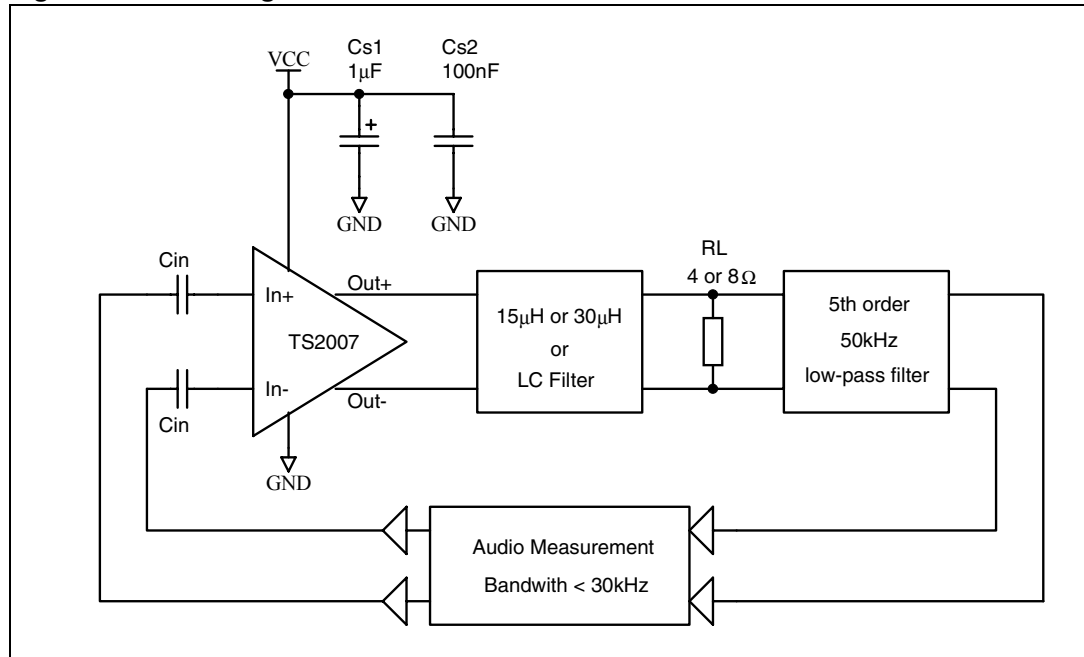 VCC
Cs1
1μF
Cs2
100nF
+
GND
GND
Cin
In+
Out+
TS2007
In-
Out-
Cin
GND
15μH or 30μH
or
LC Filter
RL
4 or 8Ω
5th order
50kHz
low-pass filter
Audio Measurement
Bandwith < 30kHz